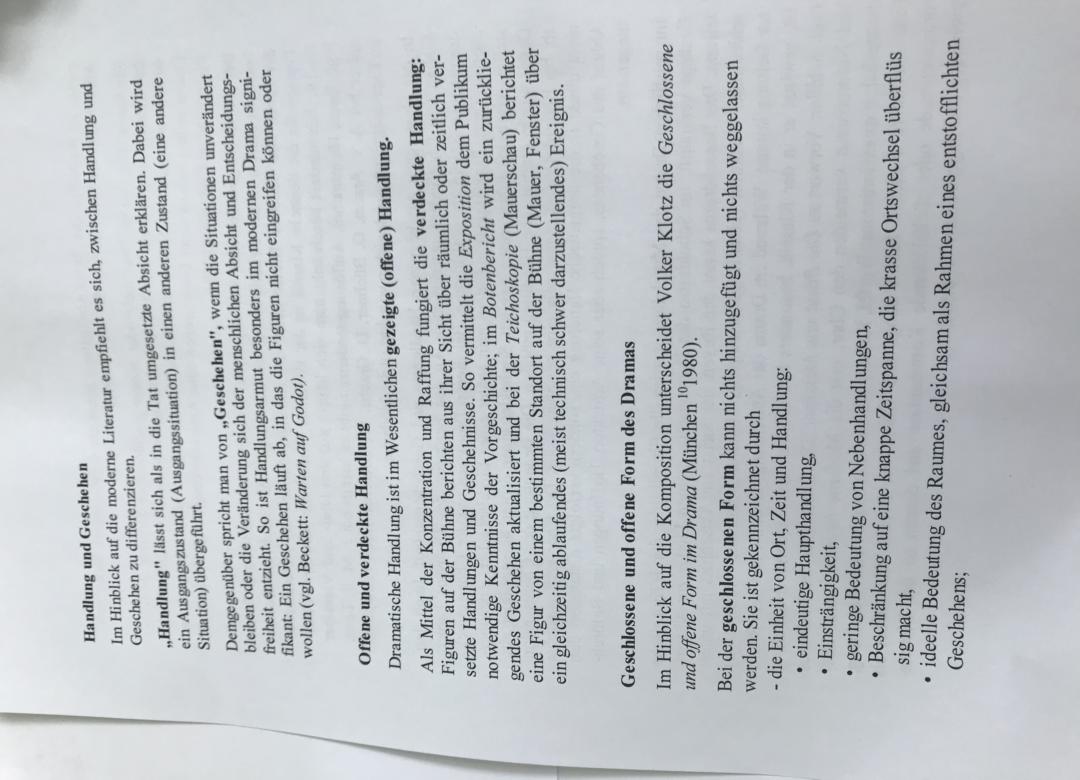 Handlung und Geschehen
Im Hinblick auf die moderne Literatur empfiehlt es sich, zwischen Handlung und
Geschehen zu differenzieren.
„Handlung" lässt sich als in die Tat umgesetzte Absicht erklären. Dabei wird
ein Ausgangszustand (Ausgangssituation) in einen anderen Zustand (eine andere
Situation) übergeführt.
Demgegenüber spricht man von „Geschehen", wenn die Situationen unverändert
bleiben oder die Veränderung sich der menschlichen Absicht und Entscheidungs-
freiheit entzieht. So ist Handlungsarmut besonders im modernen Drama signi-
fikant: Ein Geschehen läuft ab, in das die Figuren nicht eingreifen können oder
wollen (vgl. Beckett: Warten auf Godot).
Offene und verdeckte Handlung
Dramatische Handlung ist im Wesentlichen gezeigte (offene) Handlung.
Als Mittel der Konzentration und Raffung fungiert die verdeckte Handlung:
Figuren auf der Bühne berichten aus ihrer Sicht über räumlich oder zeitlich ver-
setzte Handlungen und Geschehnisse. So vermittelt die Exposition dem Publikum
notwendige Kenntnisse der Vorgeschichte; im Botenbericht wird ein zurücklie-
gendes Geschehen aktualisiert und bei der Teichoskopie (Mauerschau) berichtet
eine Figur von einem bestimmten Standort auf der Bühne (Mauer, Fenster) über
ein gleichzeitig ablaufendes (meist technisch schwer darzustellendes) Ereignis.
Geschlossene und offene Form des Dramas
Im Hinblick auf die Komposition unterscheidet Volker Klotz die Geschlossene
und offene Form im Drama (München ¹⁰1980).
Bei der geschlossenen Form kann nichts hinzugefügt und nichts weggelassen
werden. Sie ist gekennzeichnet durch
- die Einheit von Ort, Zeit und Handlung:
• eindeutige Haupthandlung,
• Einsträngigkeit,
• geringe Bedeutung von Nebenhandlungen,
• Beschränkung auf eine knappe Zeitspanne, die krasse Ortswechsel überflüs
sig macht,
• ideelle Bedeutung des Raumes, gleichsam als Rahmen eines entstofflichten
Geschehens;